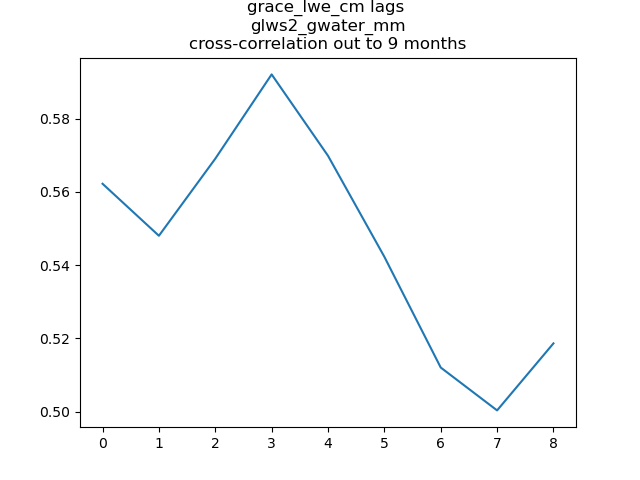 grace_lwe_cm lags
glws2_gwater_mm
cross-correlation out to 9 months
0.58
0.56
0.54
0.52
0.50
0 1 2 3 4 5 6 7 8